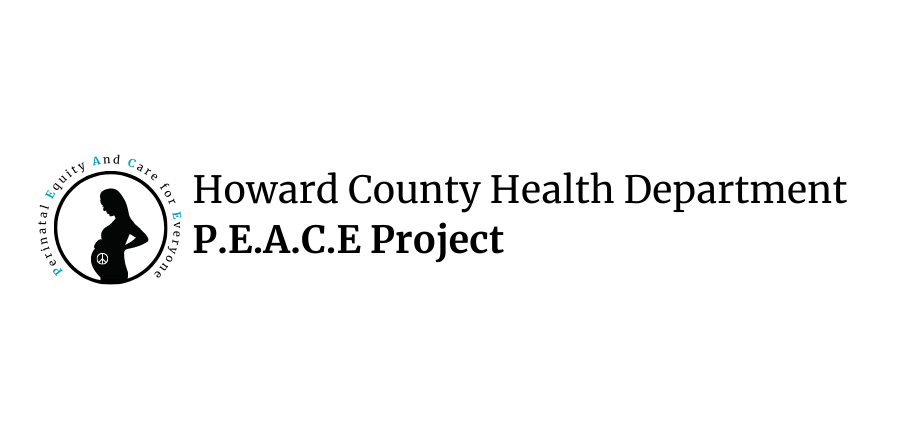 Perinatal Equity And Care for Everyone
Howard County Health Department
P.E.A.C.E Project